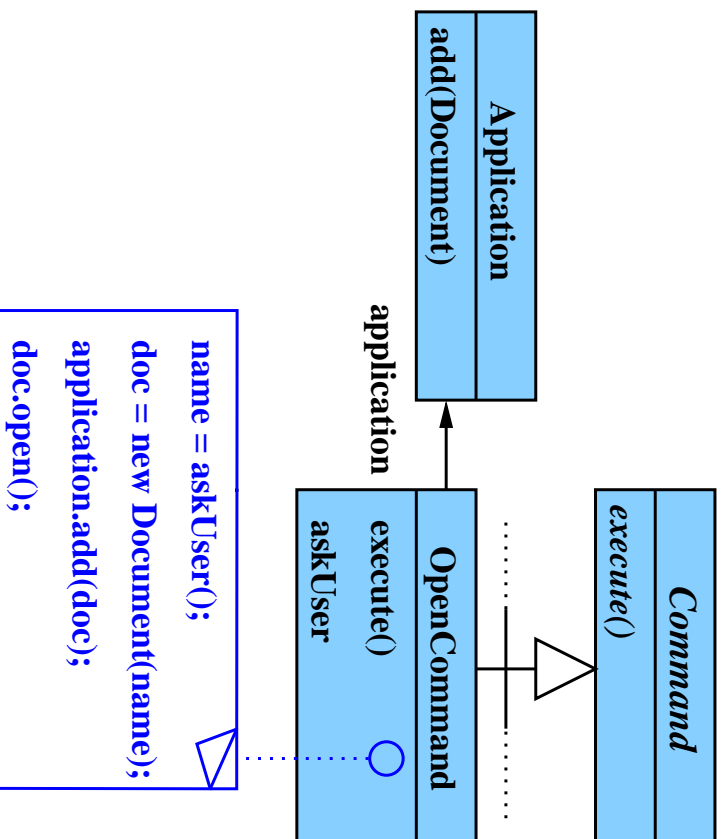 Command
execute()
Application
add(Document)
application
OpenCommand
execute()
askUser
name = askUser();
doc = new Document(name);
application.add(doc);
doc.open();